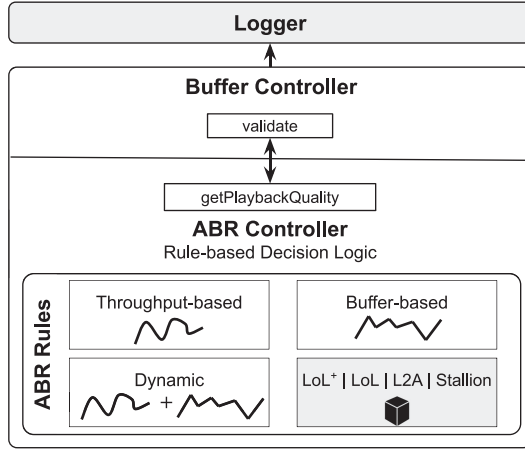 Logger
Buffer Controller
validate
getPlaybackQuality
ABR Controller
Rule-based Decision Logic
ABR Rules
Throughput-based
Buffer-based
Dynamic
+
LoL⁺ | LoL | L2A | Stallion